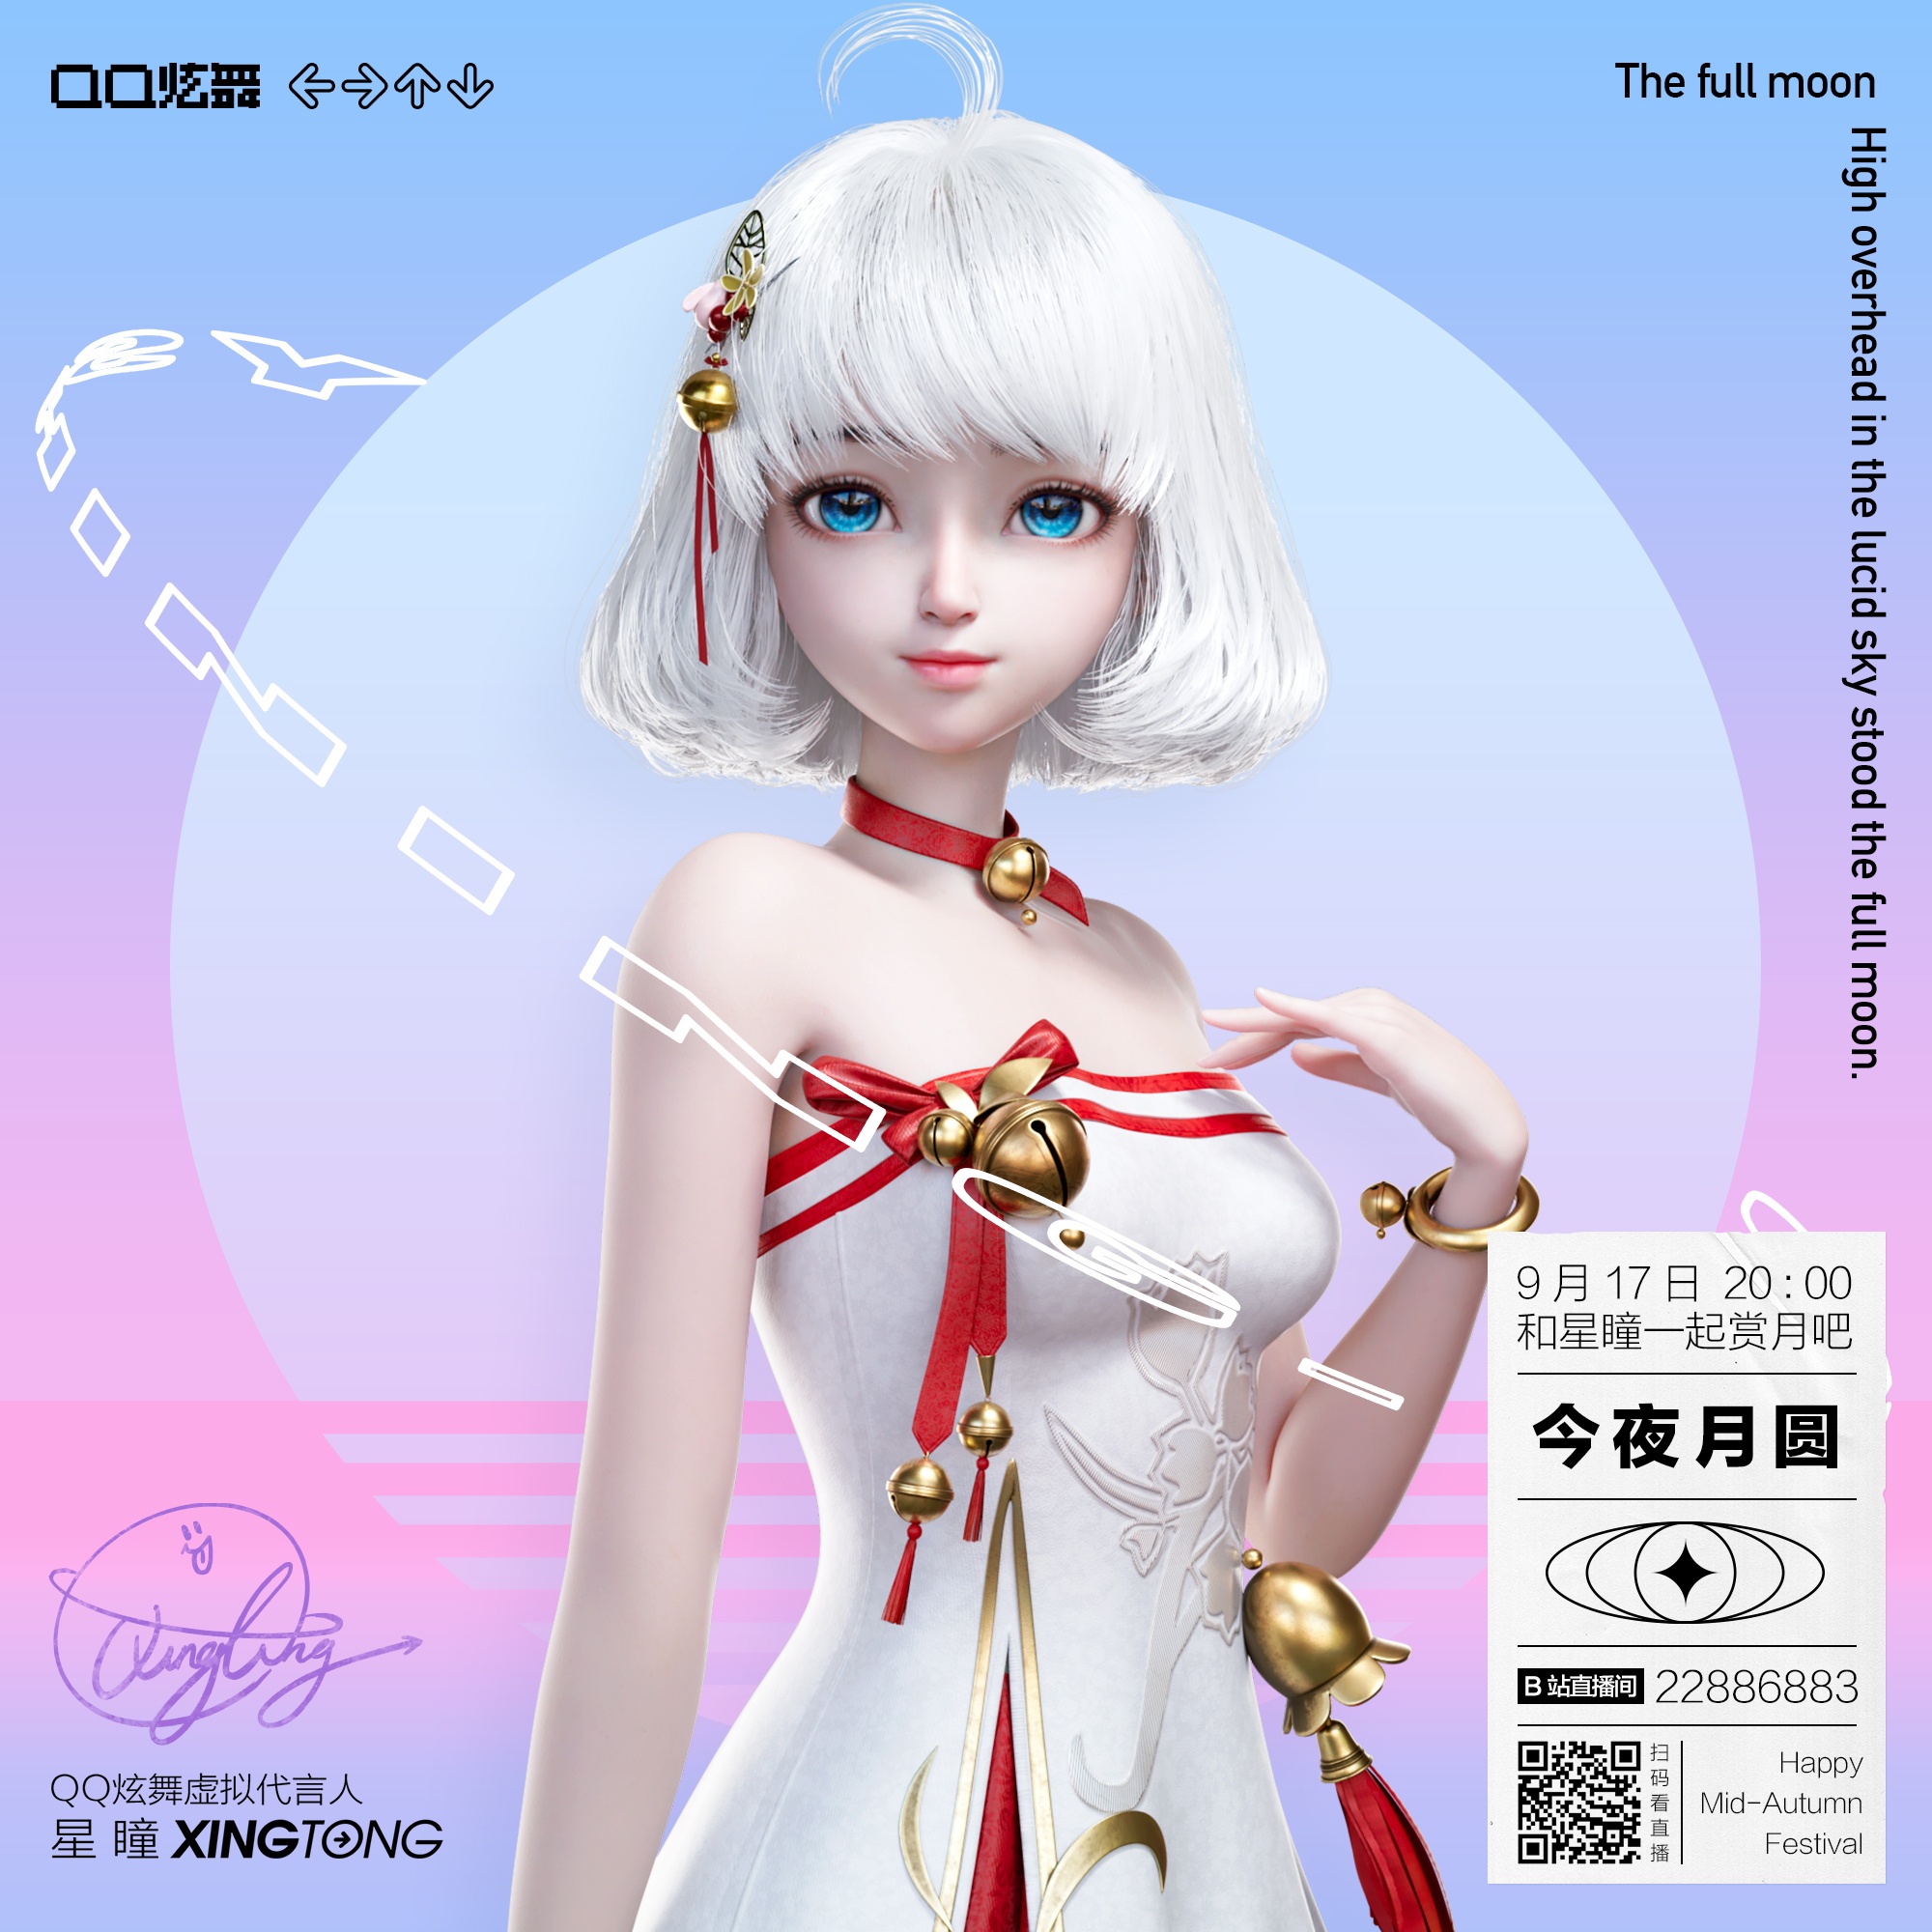 QQ炫舞
The full moon
High overhead in the lucid sky stood the full moon.
9月17日 20:00
和星瞳一起赏月吧
今夜月圆
B站直播间 22886883
扫码看直播
Happy
Mid-Autumn
Festival
Xingtong
QQ炫舞虚拟代言人
星瞳 XINGTONG